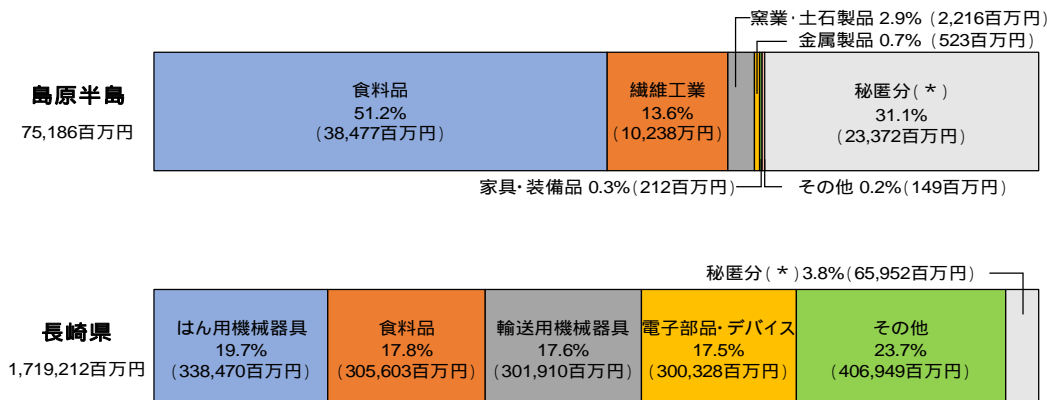 窯業・土石製品 2.9% (2,216百万円)
金属製品 0.7% (523百万円)
島原半島
75,186百万円
食料品
51.2%
(38,477百万円)
繊維工業
13.6%
(10,238万円)
秘匿分(*)
31.1%
(23,372百万円)
家具・装備品 0.3%(212百万円)
その他 0.2%(149百万円)
秘匿分(*)3.8%(65,952百万円)
長崎県
1,719,212百万円
はん用機械器具
19.7%
(338,470百万円)
食料品
17.8%
(305,603百万円)
輸送用機械器具
17.6%
(301,910百万円)
電子部品・デバイス
17.5%
(300,328百万円)
その他
23.7%
(406,949百万円)